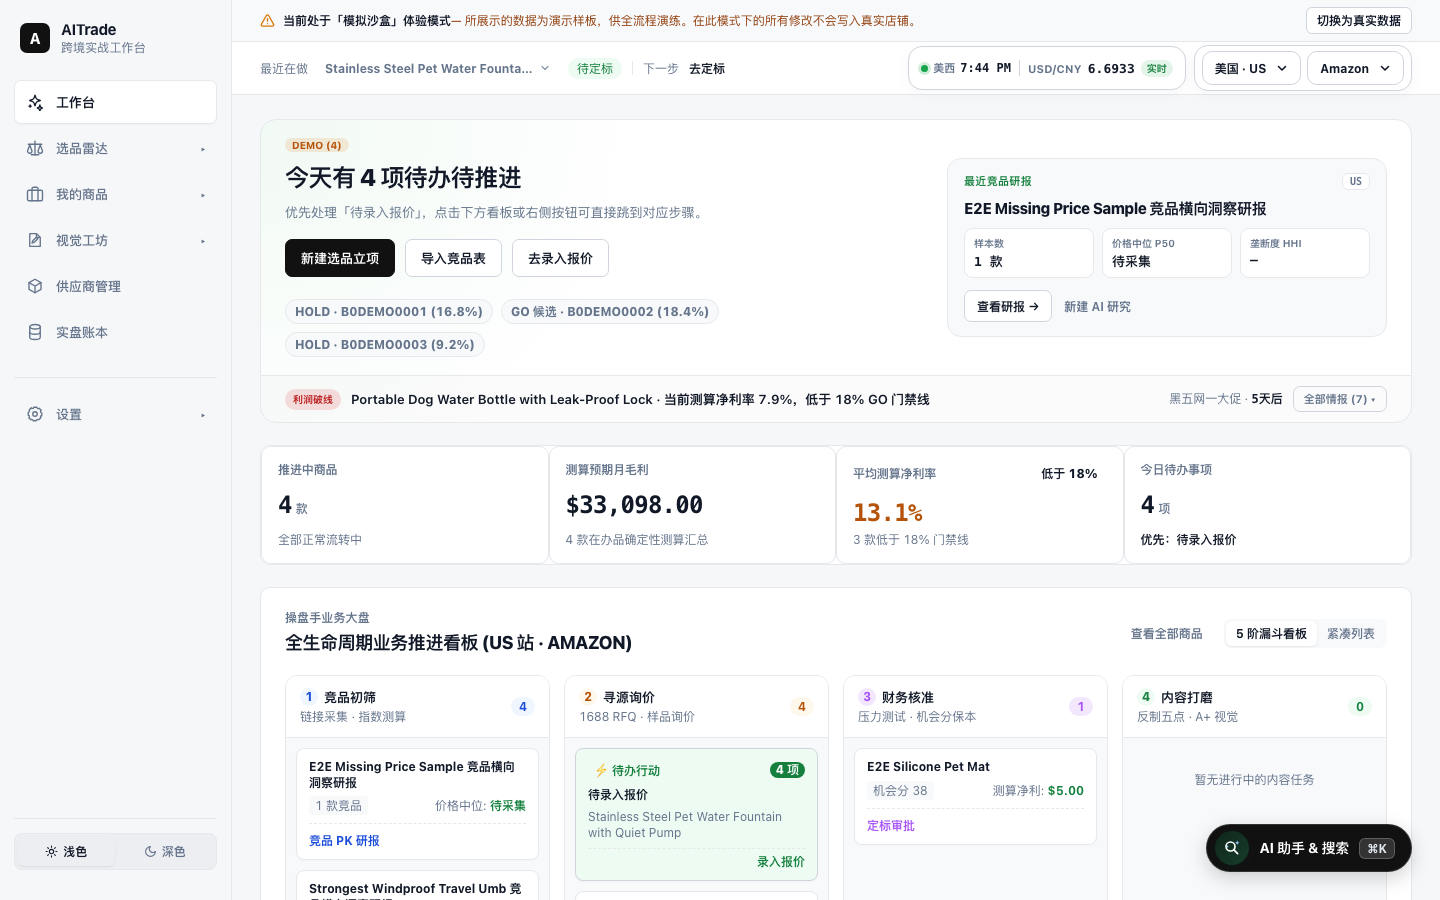 A
AITrade
跨境实战工作台
工作台
选品雷达
我的商品
视觉工坊
供应商管理
实盘账本
设置
浅色
深色
当前处于「模拟沙盒」体验模式— 所展示的数据为演示样板，供全流程演练。在此模式下的所有修改不会写入真实店铺。
切换为真实数据
最近在做 Stainless Steel Pet Water Founta... 待定标 下一步 去定标
美西 7:44 PM USD/CNY 6.6933 实时
美国 · US
Amazon
DEMO (4)
今天有 4 项待办待推进
优先处理「待录入报价」，点击下方看板或右侧按钮可直接跳到对应步骤。
新建选品立项
导入竞品表
去录入报价
HOLD · B0DEMO0001 (16.8%)
GO 候选 · B0DEMO0002 (18.4%)
HOLD · B0DEMO0003 (9.2%)
最近竞品研报
US
E2E Missing Price Sample 竞品横向洞察研报
样本数
1 款
价格中位 P50
待采集
垄断度 HHI
—
查看研报 →
新建 AI 研究
利润破线 Portable Dog Water Bottle with Leak-Proof Lock · 当前测算净利率 7.9%，低于 18% GO 门禁线
黑五网一大促 · 5天后
全部情报 (7)
推进中商品
4 款
全部正常流转中
测算预期月毛利
$33,098.00
4 款在办品确定性测算汇总
平均测算净利率
低于 18%
13.1%
3 款低于 18% 门禁线
今日待办事项
4 项
优先：待录入报价
操盘手业务大盘
全生命周期业务推进看板 (US 站 · AMAZON)
查看全部商品
5 阶漏斗看板
紧凑列表
1 竞品初筛
链接采集 · 指数测算
4
E2E Missing Price Sample 竞品横向
洞察研报
1 款竞品
价格中位: 待采集
竞品 PK 研报
Strongest Windproof Travel Umb 竞
2 寻源询价
1688 RFQ · 样品询价
4
⚡ 待办行动
4 项
待录入报价
Stainless Steel Pet Water Fountain
with Quiet Pump
录入报价
3 财务核准
压力测试 · 机会分保本
1
E2E Silicone Pet Mat
机会分 38
测算净利: $5.00
定标审批
4 内容打磨
反制五点 · A+ 视觉
0
暂无进行中的内容任务
AI 助手 & 搜索 ⌘K